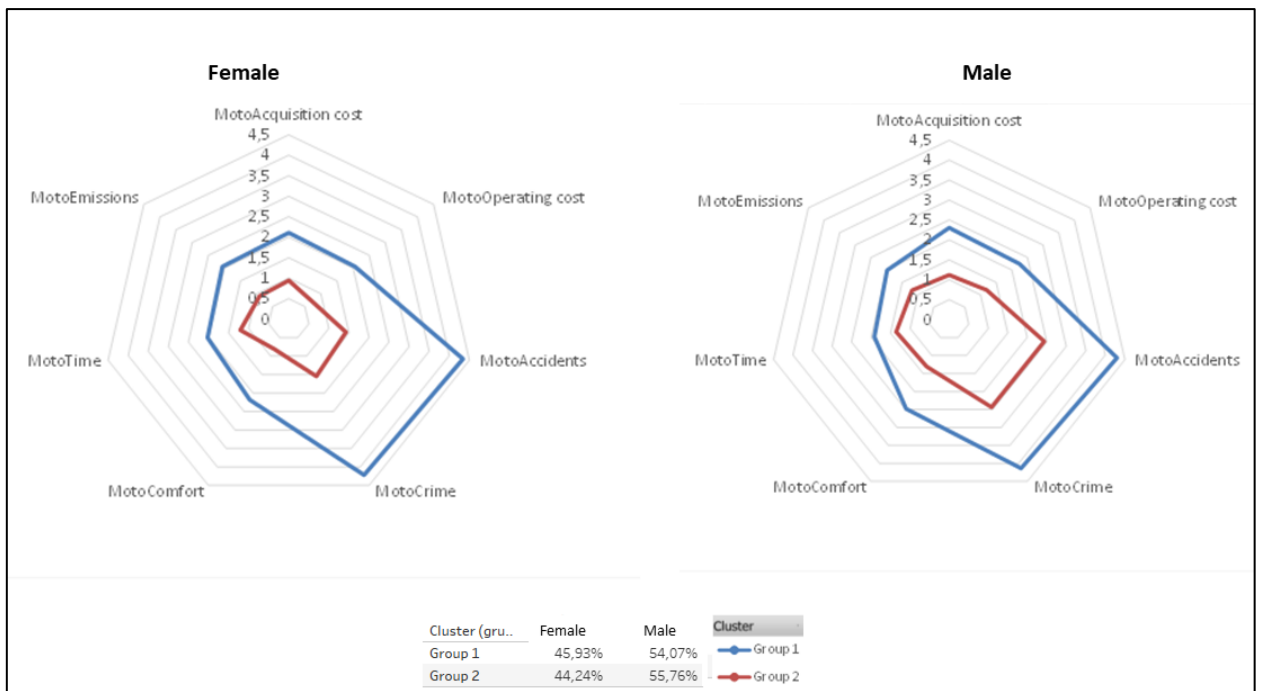 Female
Male
MotoAcquisition cost
4,5
4
3,5
3
2,5
2
1,5
1
0,5
0
MotoEmissions
MotoOperating cost
MotoTime
MotoAccidents
MotoComfort
MotoCrime
MotoAcquisition cost
4,5
4
3,5
3
2,5
2
1,5
1
0,5
0
MotoEmissions
MotoOperating cost
MotoTime
MotoAccidents
MotoComfort
MotoCrime
Cluster (gru.. Female Male
Group 1 45,93% 54,07%
Group 2 44,24% 55,76%
Cluster
Group 1
Group 2